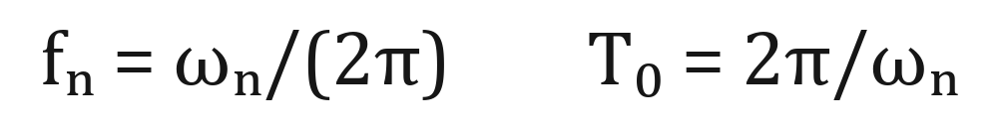 fₙ = ωₙ/(2π) T₀ = 2π/ωₙ